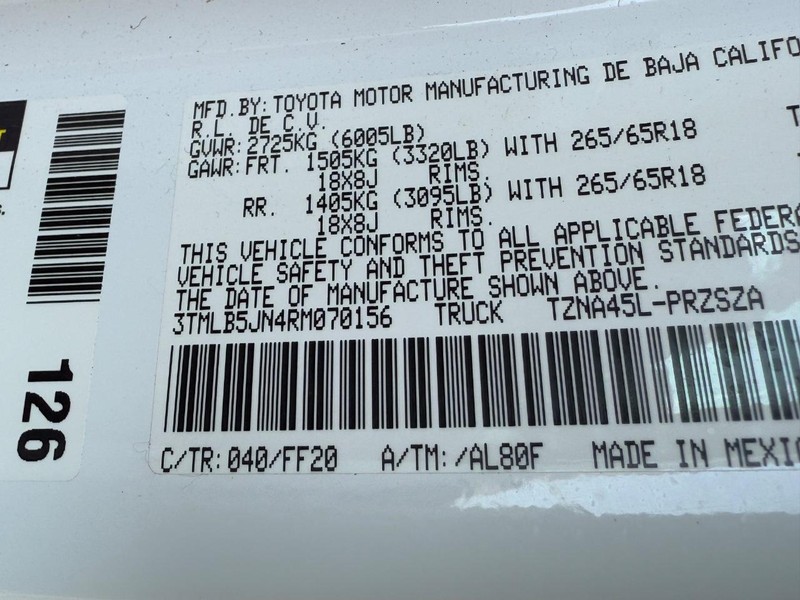 MFD.BY:TOYOTA MOTOR MANUFACTURING DE BAJA CALIFO
R.L. DE C.V.
GVWR:2725KG (6005LB)
GAWR:FRT. 1505KG (3320LB) WITH 265/65R18 T
18X8J RIMS.
RR. 1405KG (3095LB) WITH 265/65R18 T
18X8J RIMS.
THIS VEHICLE CONFORMS TO ALL APPLICABLE FEDERA
VEHICLE SAFETY AND THEFT PREVENTION STANDARDS
THE DATE OF MANUFACTURE SHOWN ABOVE.
3TMLB5JN4RM070156 TRUCK TZNA45L-PRZSZA
C/TR:040/FF20 A/TM:/AL80F MADE IN MEXIC
126